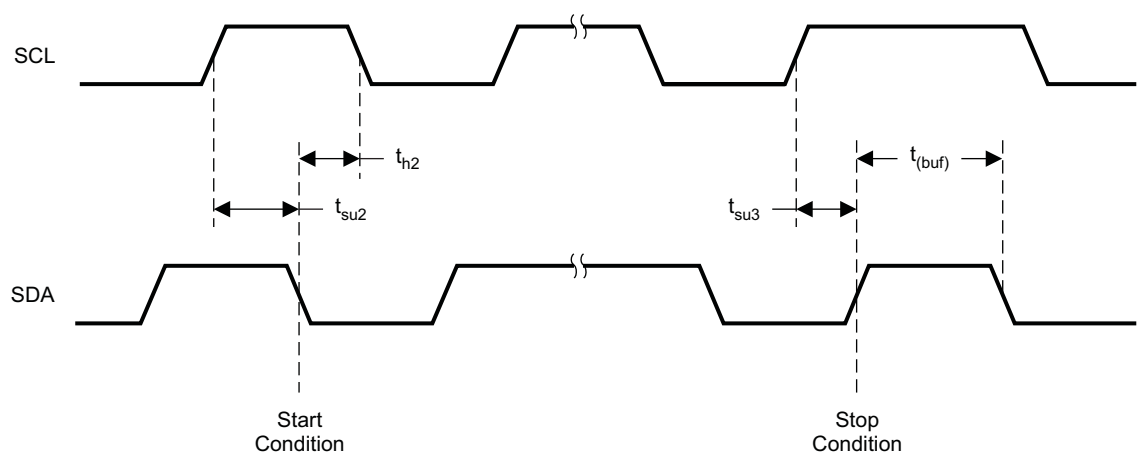 SCL
t_h2
t_(buf)
t_su2
t_su3
SDA
Start
Condition
Stop
Condition